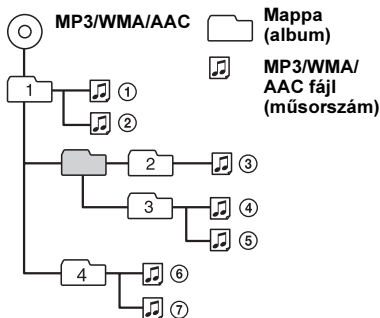 MP3/WMA/AAC
Mappa
(album)
MP3/WMA/
AAC fájl
(műsorszám)
1
①
②
2
③
3
④
⑤
4
⑥
⑦